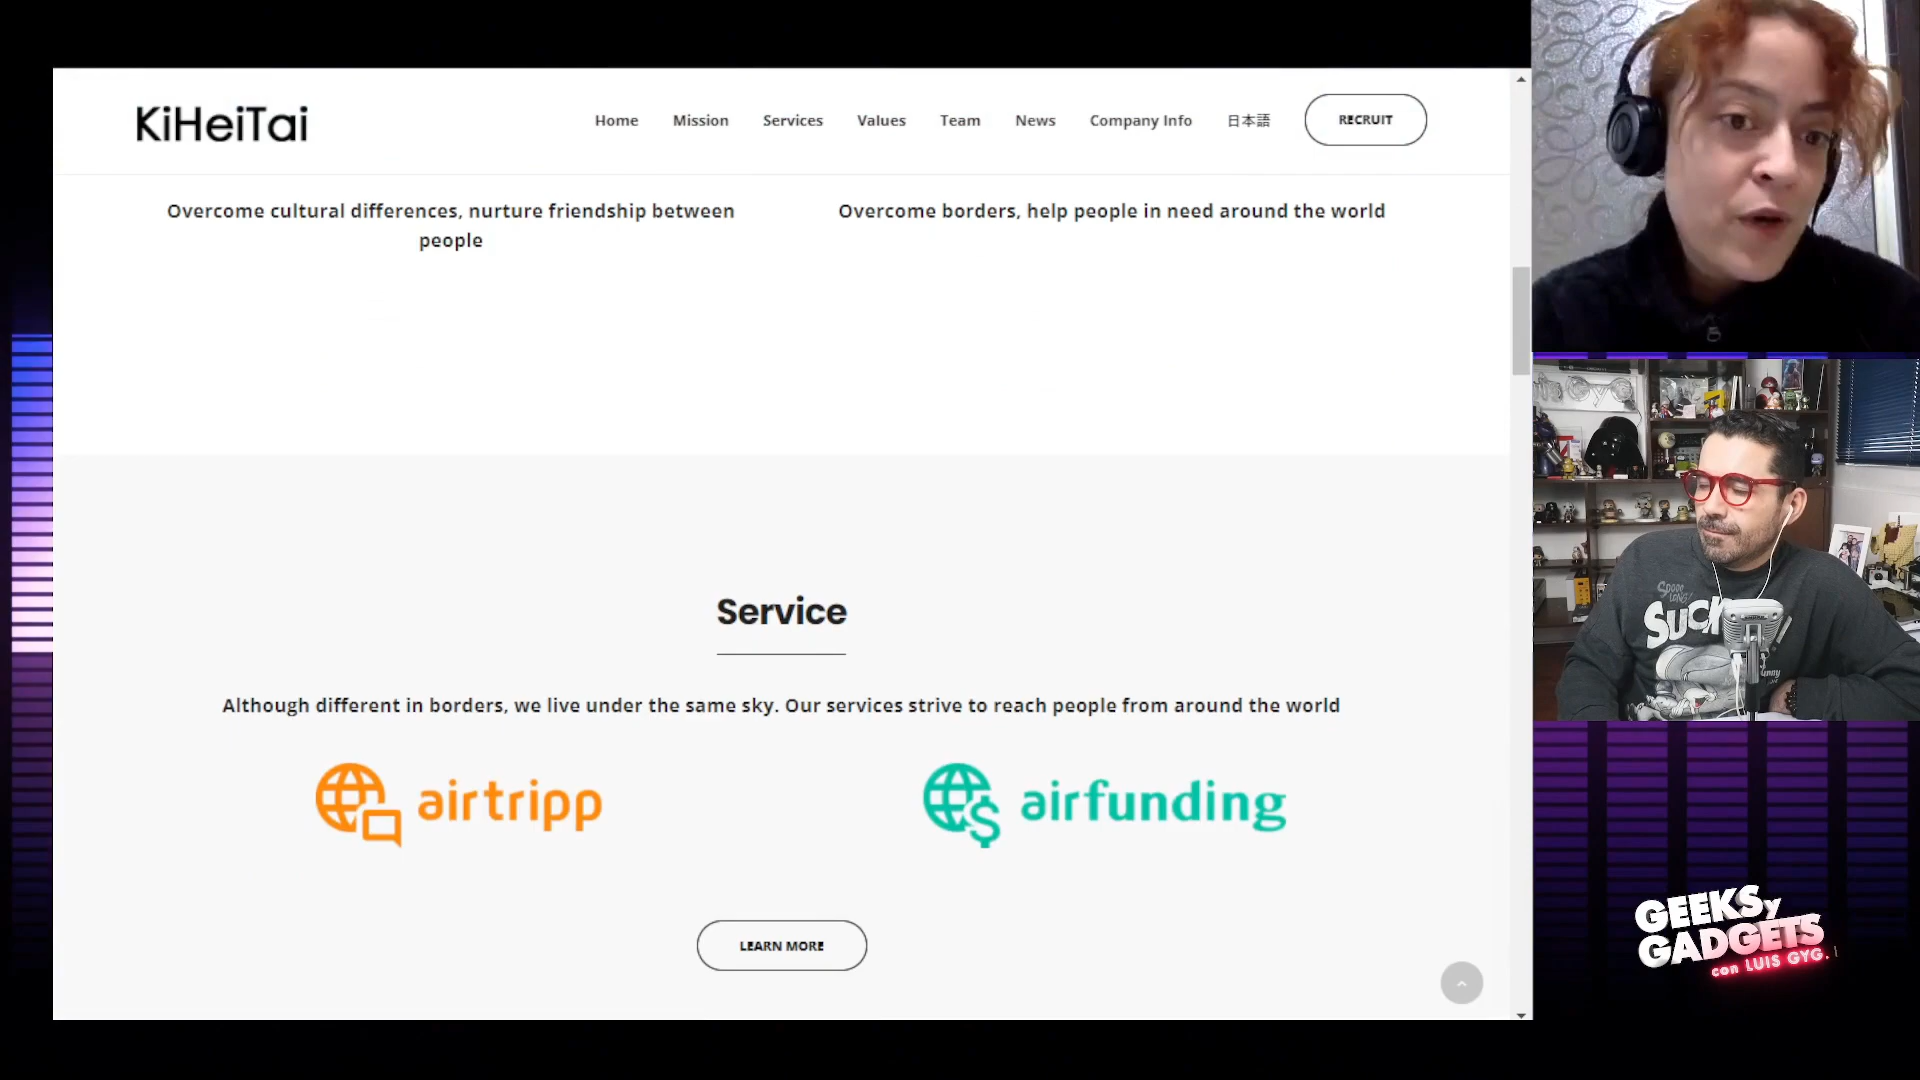 KiHeiTai
Home Mission Services Values Team News Company Info 日本語 RECRUIT
Overcome cultural differences, nurture friendship between
people
Overcome borders, help people in need around the world
Service
Although different in borders, we live under the same sky. Our services strive to reach people from around the world
airtripp
airfunding
LEARN MORE
GEEKS y
GADGETS
con LUIS GYG.